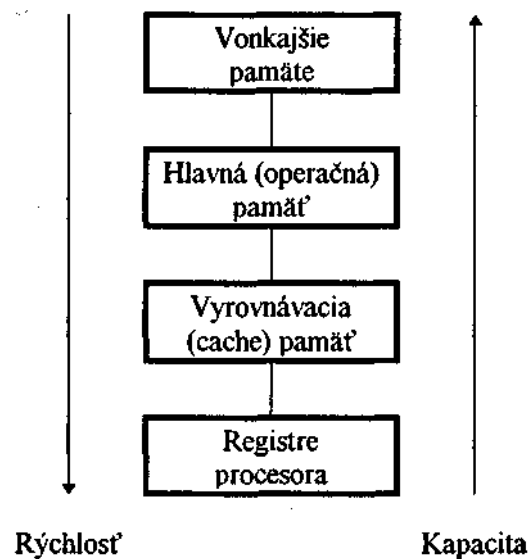 Vonkajšie
pamäte
Hlavná (operačná)
pamäť
Vyrovnávacia
(cache) pamäť
Registre
procesora
Rýchlosť
Kapacita